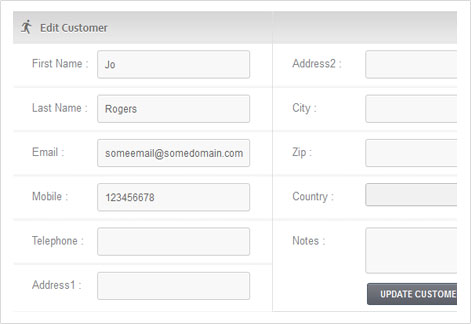 Edit Customer
First Name :
Jo
Last Name :
Rogers
Email :
someemail@somedomain.com
Mobile :
123456678
Telephone :
Address1 :
Address2 :
City :
Zip :
Country :
Notes :
UPDATE CUSTOME